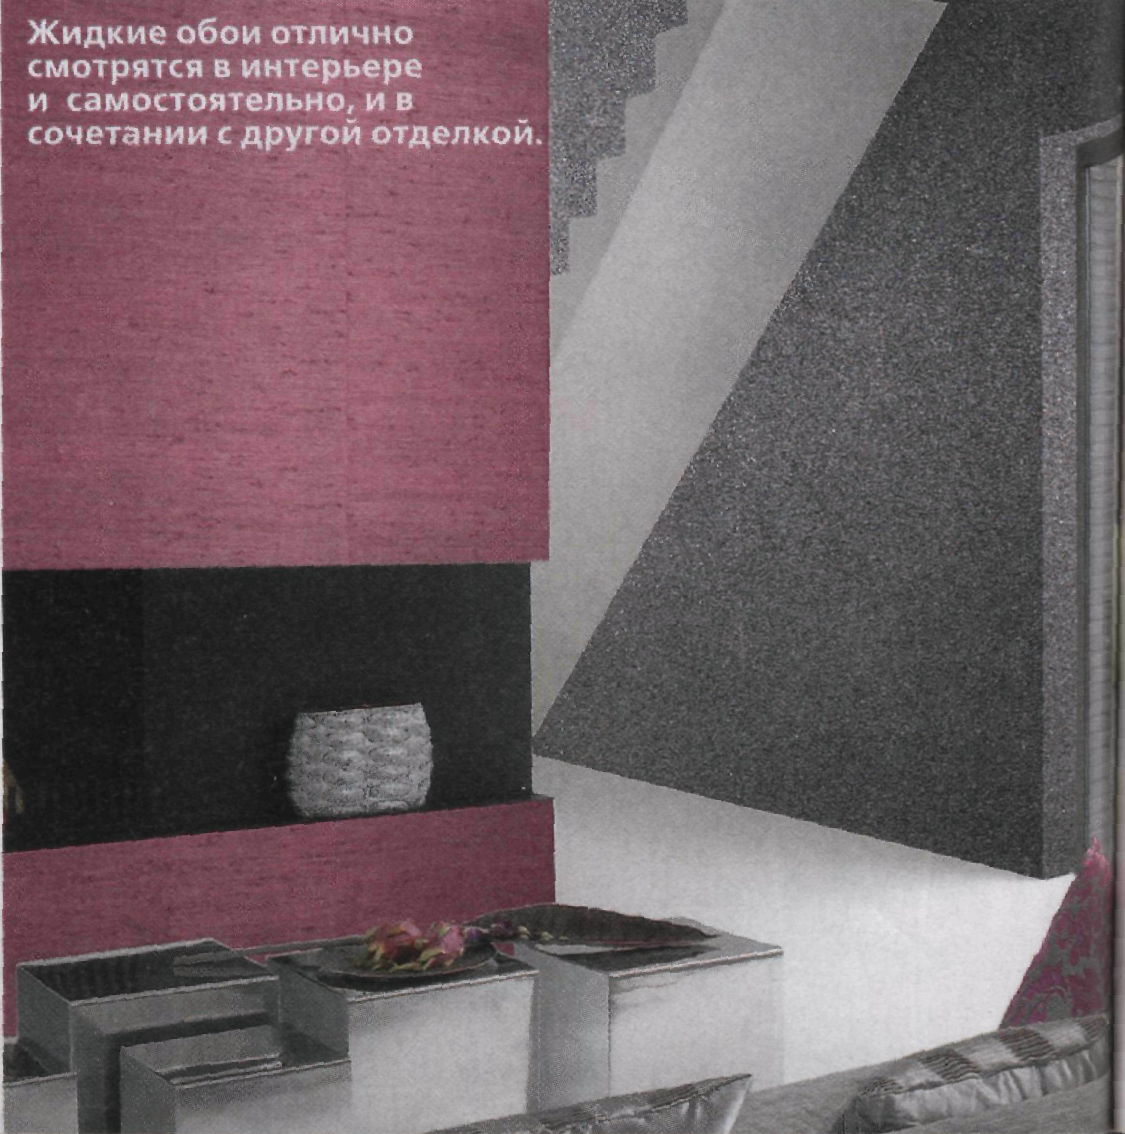 Жидкие обои отлично
смотрятся в интерьере
и самостоятельно, и в
сочетании с другой отделкой.